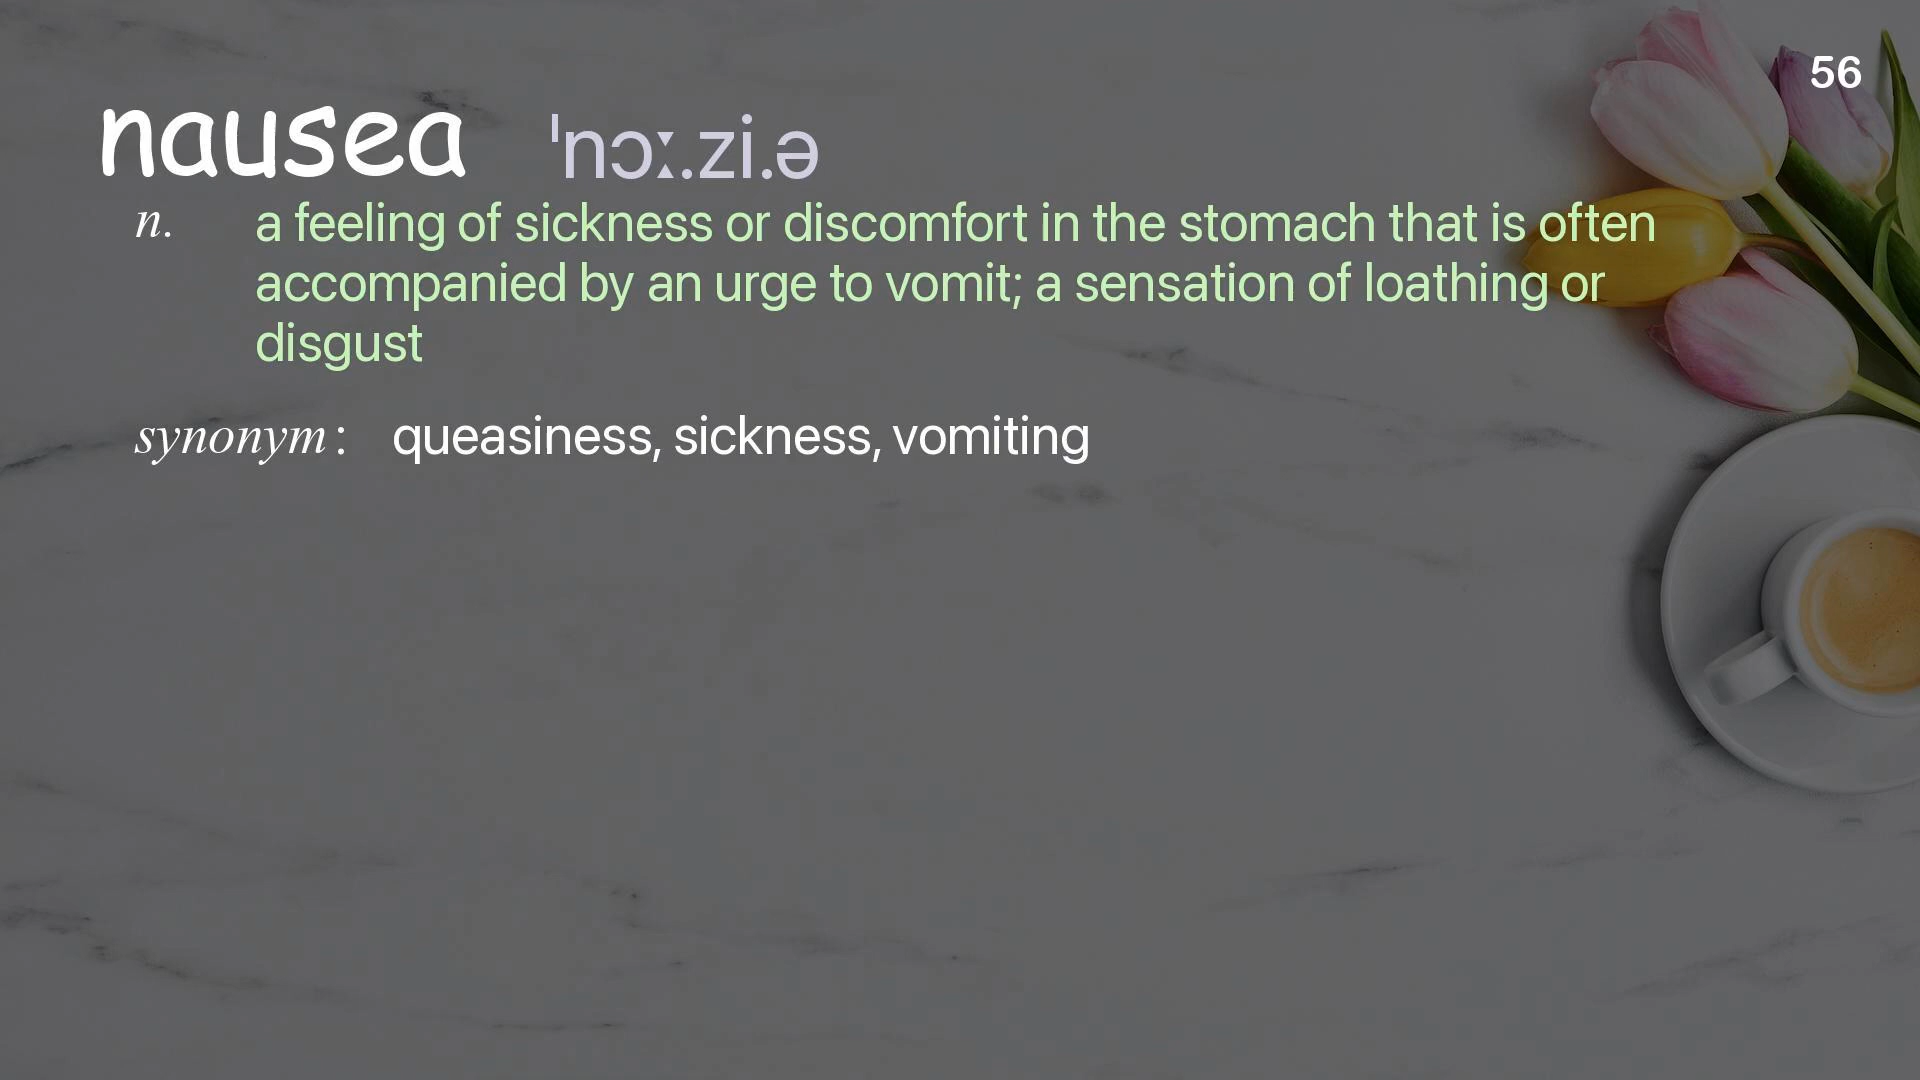 56
nausea ˈnɔː.zi.ə
n. a feeling of sickness or discomfort in the stomach that is often
accompanied by an urge to vomit; a sensation of loathing or
disgust
synonym: queasiness, sickness, vomiting